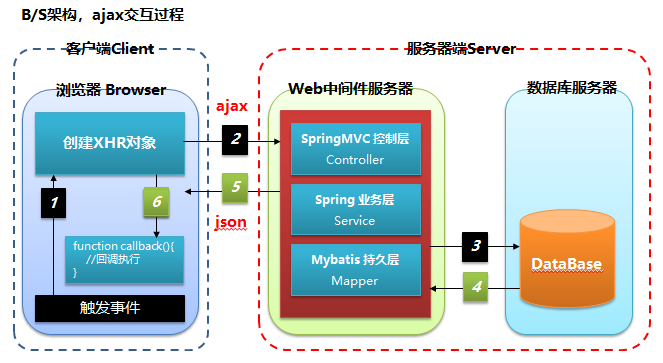 B/S架构，ajax交互过程
客户端Client
服务器端Server
浏览器 Browser
ajax
Web中间件服务器
数据库服务器
创建XHR对象
2
SpringMVC 控制层
Controller
5
1
6
json
Spring 业务层
Service
function callback(){
//回调执行
}
3
Mybatis 持久层
Mapper
DataBase
4
触发事件